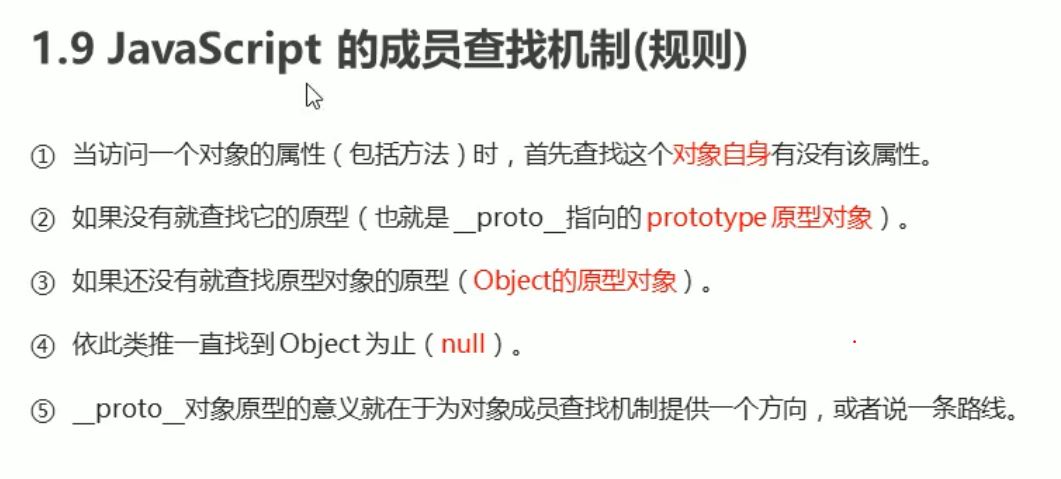 1.9 JavaScript 的成员查找机制(规则)
① 当访问一个对象的属性（包括方法）时，首先查找这个对象自身有没有该属性。
② 如果没有就查找它的原型（也就是 __proto__指向的 prototype 原型对象）。
③ 如果还没有就查找原型对象的原型（Object的原型对象）。
④ 依此类推一直找到 Object 为止（null）。
⑤ __proto__对象原型的意义就在于为对象成员查找机制提供一个方向，或者说一条路线。